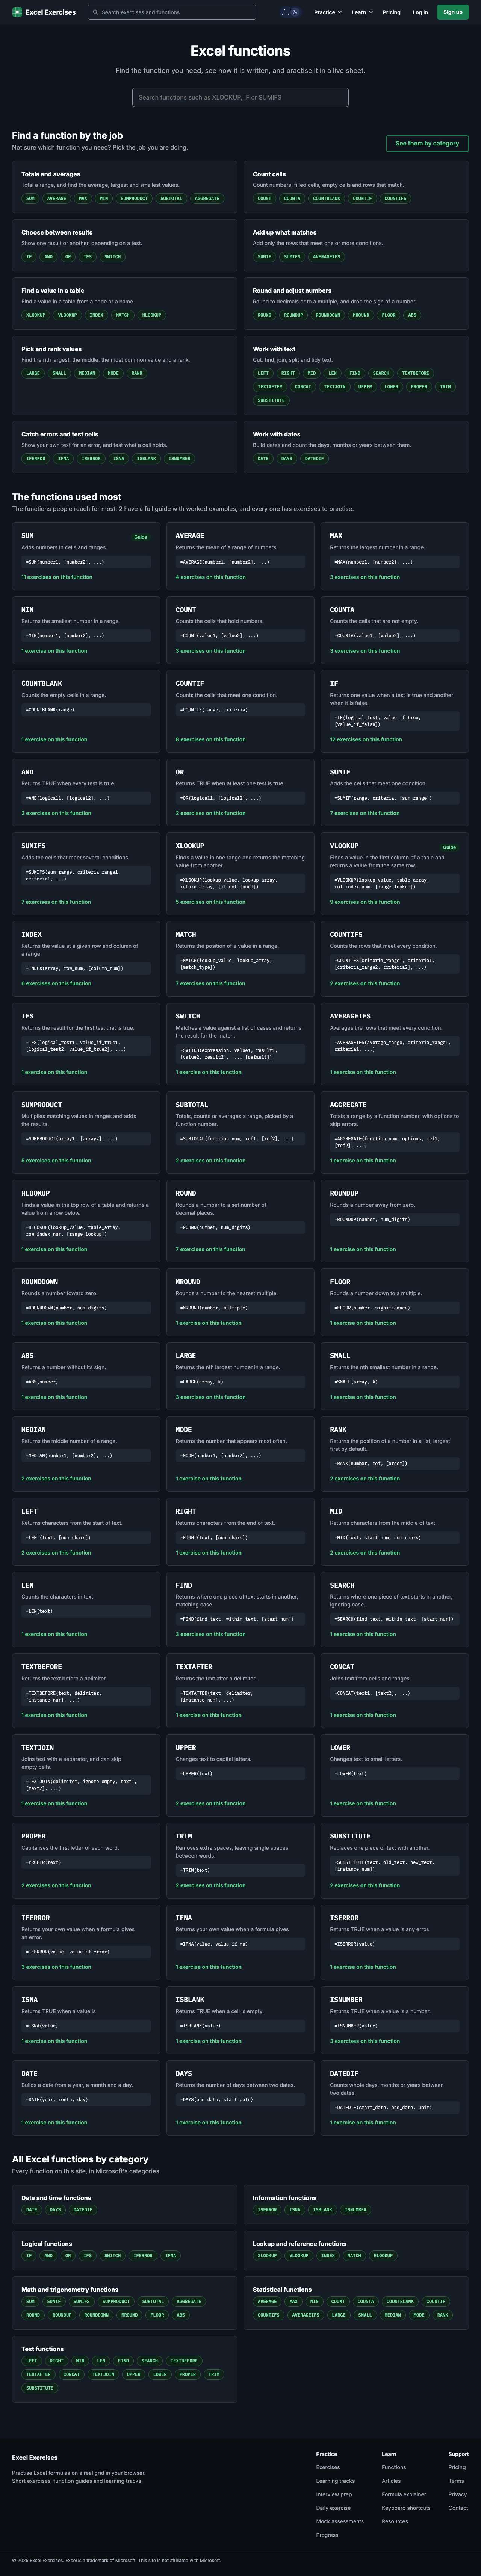 Excel Exercises
Search exercises and functions
Practice
Learn
Pricing
Log in
Sign up
Excel functions
Find the function you need, see how it is written, and practise it in a live sheet.
Search functions such as XLOOKUP, IF or SUMIFS
Find a function by the job
Not sure which function you need? Pick the job you are doing.
See them by category
Totals and averages
Total a range, and find the average, largest and smallest values.
SUM AVERAGE MAX MIN SUMPRODUCT SUBTOTAL AGGREGATE
Count cells
Count numbers, filled cells, empty cells and rows that match.
COUNT COUNTA COUNTBLANK COUNTIF COUNTIFS
Choose between results
Show one result or another, depending on a test.
IF AND OR IFS SWITCH
Add up what matches
Add only the rows that meet one or more conditions.
SUMIF SUMIFS AVERAGEIFS
Find a value in a table
Find a value in a table from a code or a name.
XLOOKUP VLOOKUP INDEX MATCH HLOOKUP
Round and adjust numbers
Round to decimals or to a multiple, and drop the sign of a number.
ROUND ROUNDUP ROUNDDOWN MROUND FLOOR ABS
Pick and rank values
Find the nth largest, the middle, the most common value and a rank.
LARGE SMALL MEDIAN MODE RANK
Work with text
Cut, find, join, split and tidy text.
LEFT RIGHT MID LEN FIND SEARCH TEXTBEFORE
TEXTAFTER CONCAT TEXTJOIN UPPER LOWER PROPER TRIM
SUBSTITUTE
Catch errors and test cells
Show your own text for an error, and test what a cell holds.
IFERROR IFNA ISERROR ISNA ISBLANK ISNUMBER
Work with dates
Build dates and count the days, months or years between them.
DATE DAYS DATEDIF
The functions used most
The functions people reach for most. 2 have a full guide with worked examples, and every one has exercises to practise.
SUM
Guide
Adds numbers in cells and ranges.
=SUM(number1, [number2], ...)
11 exercises on this function
AVERAGE
Returns the mean of a range of numbers.
=AVERAGE(number1, [number2], ...)
4 exercises on this function
MAX
Returns the largest number in a range.
=MAX(number1, [number2], ...)
3 exercises on this function
MIN
Returns the smallest number in a range.
=MIN(number1, [number2], ...)
1 exercise on this function
COUNT
Counts the cells that hold numbers.
=COUNT(value1, [value2], ...)
3 exercises on this function
COUNTA
Counts the cells that are not empty.
=COUNTA(value1, [value2], ...)
3 exercises on this function
COUNTBLANK
Counts the empty cells in a range.
=COUNTBLANK(range)
1 exercise on this function
COUNTIF
Counts the cells that meet one condition.
=COUNTIF(range, criteria)
8 exercises on this function
IF
Returns one value when a test is true and another
when it is false.
=IF(logical_test, value_if_true,
[value_if_false])
12 exercises on this function
AND
Returns TRUE when every test is true.
=AND(logical1, [logical2], ...)
3 exercises on this function
OR
Returns TRUE when at least one test is true.
=OR(logical1, [logical2], ...)
2 exercises on this function
SUMIF
Adds the cells that meet one condition.
=SUMIF(range, criteria, [sum_range])
7 exercises on this function
SUMIFS
Adds the cells that meet several conditions.
=SUMIFS(sum_range, criteria_range1,
criteria1, ...)
7 exercises on this function
XLOOKUP
Finds a value in one range and returns the matching
value from another.
=XLOOKUP(lookup_value, lookup_array,
return_array, [if_not_found])
5 exercises on this function
VLOOKUP
Guide
Finds a value in the first column of a table and
returns a value from the same row.
=VLOOKUP(lookup_value, table_array,
col_index_num, [range_lookup])
9 exercises on this function
INDEX
Returns the value at a given row and column of
a range.
=INDEX(array, row_num, [column_num])
6 exercises on this function
MATCH
Returns the position of a value in a range.
=MATCH(lookup_value, lookup_array,
[match_type])
7 exercises on this function
COUNTIFS
Counts the rows that meet every condition.
=COUNTIFS(criteria_range1, criteria1,
[criteria_range2, criteria2], ...)
2 exercises on this function
IFS
Returns the result for the first test that is true.
=IFS(logical_test1, value_if_true1,
[logical_test2, value_if_true2], ...)
1 exercise on this function
SWITCH
Matches a value against a list of cases and returns
the result for the match.
=SWITCH(expression, value1, result1,
[value2, result2], ..., [default])
1 exercise on this function
AVERAGEIFS
Averages the rows that meet every condition.
=AVERAGEIFS(average_range, criteria_range1,
criteria1, ...)
1 exercise on this function
SUMPRODUCT
Multiplies matching values in ranges and adds
the results.
=SUMPRODUCT(array1, [array2], ...)
5 exercises on this function
SUBTOTAL
Totals, counts or averages a range, picked by a
function number.
=SUBTOTAL(function_num, ref1, [ref2], ...)
2 exercises on this function
AGGREGATE
Totals a range by a function number, with options to
skip errors.
=AGGREGATE(function_num, options, ref1,
[ref2], ...)
1 exercise on this function
HLOOKUP
Finds a value in the top row of a table and returns a
value from a row below.
=HLOOKUP(lookup_value, table_array,
row_index_num, [range_lookup])
1 exercise on this function
ROUND
Rounds a number to a set number of
decimal places.
=ROUND(number, num_digits)
7 exercises on this function
ROUNDUP
Rounds a number away from zero.
=ROUNDUP(number, num_digits)
1 exercise on this function
ROUNDDOWN
Rounds a number toward zero.
=ROUNDDOWN(number, num_digits)
1 exercise on this function
MROUND
Rounds a number to the nearest multiple.
=MROUND(number, multiple)
1 exercise on this function
FLOOR
Rounds a number down to a multiple.
=FLOOR(number, significance)
1 exercise on this function
ABS
Returns a number without its sign.
=ABS(number)
1 exercise on this function
LARGE
Returns the nth largest number in a range.
=LARGE(array, k)
3 exercises on this function
SMALL
Returns the nth smallest number in a range.
=SMALL(array, k)
1 exercise on this function
MEDIAN
Returns the middle number of a range.
=MEDIAN(number1, [number2], ...)
2 exercises on this function
MODE
Returns the number that appears most often.
=MODE(number1, [number2], ...)
1 exercise on this function
RANK
Returns the position of a number in a list, largest
first by default.
=RANK(number, ref, [order])
2 exercises on this function
LEFT
Returns characters from the start of text.
=LEFT(text, [num_chars])
2 exercises on this function
RIGHT
Returns characters from the end of text.
=RIGHT(text, [num_chars])
1 exercise on this function
MID
Returns characters from the middle of text.
=MID(text, start_num, num_chars)
2 exercises on this function
LEN
Counts the characters in text.
=LEN(text)
1 exercise on this function
FIND
Returns where one piece of text starts in another,
matching case.
=FIND(find_text, within_text, [start_num])
3 exercises on this function
SEARCH
Returns where one piece of text starts in another,
ignoring case.
=SEARCH(find_text, within_text, [start_num])
1 exercise on this function
TEXTBEFORE
Returns the text before a delimiter.
=TEXTBEFORE(text, delimiter,
[instance_num], ...)
1 exercise on this function
TEXTAFTER
Returns the text after a delimiter.
=TEXTAFTER(text, delimiter,
[instance_num], ...)
1 exercise on this function
CONCAT
Joins text from cells and ranges.
=CONCAT(text1, [text2], ...)
1 exercise on this function
TEXTJOIN
Joins text with a separator, and can skip
empty cells.
=TEXTJOIN(delimiter, ignore_empty, text1,
[text2], ...)
1 exercise on this function
UPPER
Changes text to capital letters.
=UPPER(text)
2 exercises on this function
LOWER
Changes text to small letters.
=LOWER(text)
1 exercise on this function
PROPER
Capitalises the first letter of each word.
=PROPER(text)
2 exercises on this function
TRIM
Removes extra spaces, leaving single spaces
between words.
=TRIM(text)
2 exercises on this function
SUBSTITUTE
Replaces one piece of text with another.
=SUBSTITUTE(text, old_text, new_text,
[instance_num])
2 exercises on this function
IFERROR
Returns your own value when a formula gives
an error.
=IFERROR(value, value_if_error)
3 exercises on this function
IFNA
Returns your own value when a formula gives
=IFNA(value, value_if_na)
1 exercise on this function
ISERROR
Returns TRUE when a value is any error.
=ISERROR(value)
1 exercise on this function
ISNA
Returns TRUE when a value is
=ISNA(value)
1 exercise on this function
ISBLANK
Returns TRUE when a cell is empty.
=ISBLANK(value)
1 exercise on this function
ISNUMBER
Returns TRUE when a value is a number.
=ISNUMBER(value)
3 exercises on this function
DATE
Builds a date from a year, a month and a day.
=DATE(year, month, day)
1 exercise on this function
DAYS
Returns the number of days between two dates.
=DAYS(end_date, start_date)
1 exercise on this function
DATEDIF
Counts whole days, months or years between
two dates.
=DATEDIF(start_date, end_date, unit)
1 exercise on this function
All Excel functions by category
Every function on this site, in Microsoft's categories.
Date and time functions
DATE DAYS DATEDIF
Information functions
ISERROR ISNA ISBLANK ISNUMBER
Logical functions
IF AND OR IFS SWITCH IFERROR IFNA
Lookup and reference functions
XLOOKUP VLOOKUP INDEX MATCH HLOOKUP
Math and trigonometry functions
SUM SUMIF SUMIFS SUMPRODUCT SUBTOTAL AGGREGATE
ROUND ROUNDUP ROUNDDOWN MROUND FLOOR ABS
Statistical functions
AVERAGE MAX MIN COUNT COUNTA COUNTBLANK COUNTIF
COUNTIFS AVERAGEIFS LARGE SMALL MEDIAN MODE RANK
Text functions
LEFT RIGHT MID LEN FIND SEARCH TEXTBEFORE
TEXTAFTER CONCAT TEXTJOIN UPPER LOWER PROPER TRIM
SUBSTITUTE
Excel Exercises
Practise Excel formulas on a real grid in your browser.
Short exercises, function guides and learning tracks.
Practice
Exercises
Learning tracks
Interview prep
Daily exercise
Mock assessments
Progress
Learn
Functions
Articles
Formula explainer
Keyboard shortcuts
Resources
Support
Pricing
Terms
Privacy
Contact
© 2026 Excel Exercises. Excel is a trademark of Microsoft. This site is not affiliated with Microsoft.